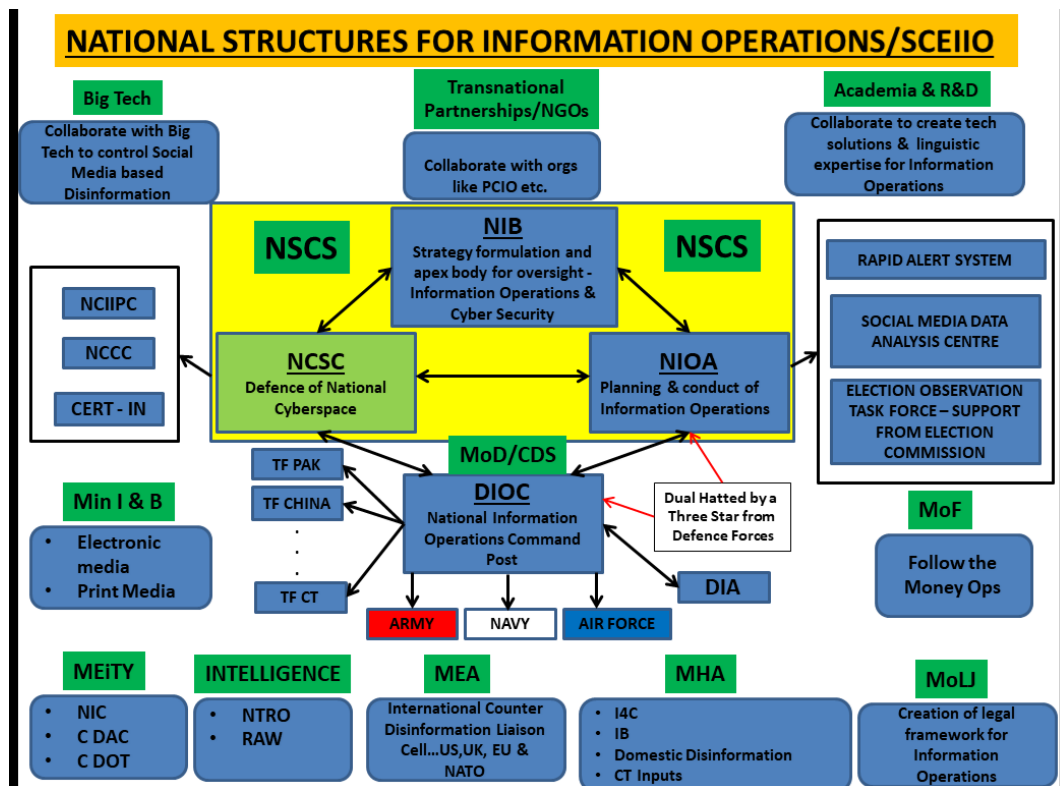 NATIONAL STRUCTURES FOR INFORMATION OPERATIONS/SCEIIO
Big Tech
Collaborate with Big
Tech to control Social
Media based
Disinformation
Transnational
Partnerships/NGOs
Collaborate with orgs
like PCIO etc.
Academia & R&D
Collaborate to create tech
solutions & linguistic
expertise for Information
Operations
NSCS
NIB
Strategy formulation and
apex body for oversight -
Information Operations &
Cyber Security
NSCS
NCIIPC
NCCC
CERT - IN
NCSC
Defence of National
Cyberspace
NIOA
Planning & conduct of
Information Operations
RAPID ALERT SYSTEM
SOCIAL MEDIA DATA
ANALYSIS CENTRE
ELECTION OBSERVATION
TASK FORCE – SUPPORT
FROM ELECTION
COMMISSION
MoD/CDS
DIOC
National Information
Operations Command
Post
TF PAK
TF CHINA
.
.
.
.
TF CT
Dual Hatted by a
Three Star from
Defence Forces
DIA
ARMY
NAVY
AIR FORCE
Min I & B
• Electronic
media
• Print Media
MoF
Follow the
Money Ops
MEiTY
• NIC
• C DAC
• C DOT
INTELLIGENCE
• NTRO
• RAW
MEA
International Counter
Disinformation Liaison
Cell...US,UK, EU &
NATO
MHA
• I4C
• IB
• Domestic Disinformation
• CT Inputs
MoLJ
Creation of legal
framework for
Information
Operations